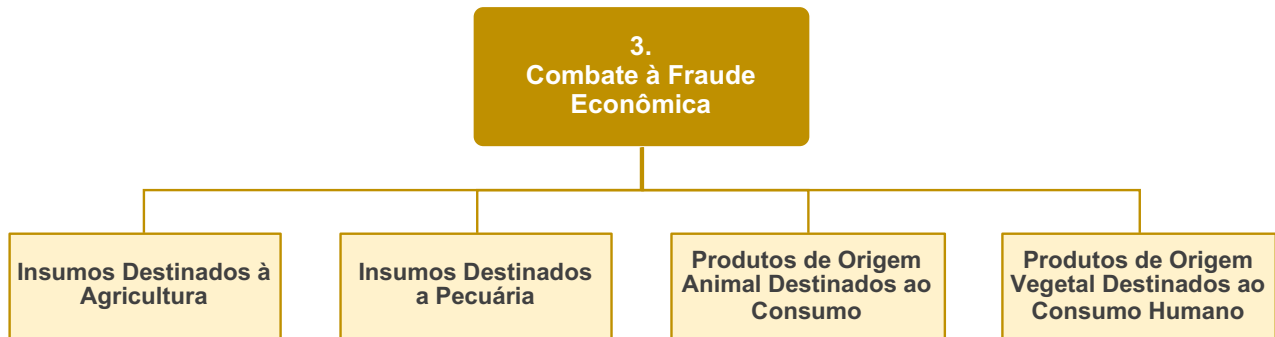 3.
Combate à Fraude
Econômica
Insumos Destinados à
Agricultura
Insumos Destinados
a Pecuária
Produtos de Origem
Animal Destinados ao
Consumo
Produtos de Origem
Vegetal Destinados ao
Consumo Humano